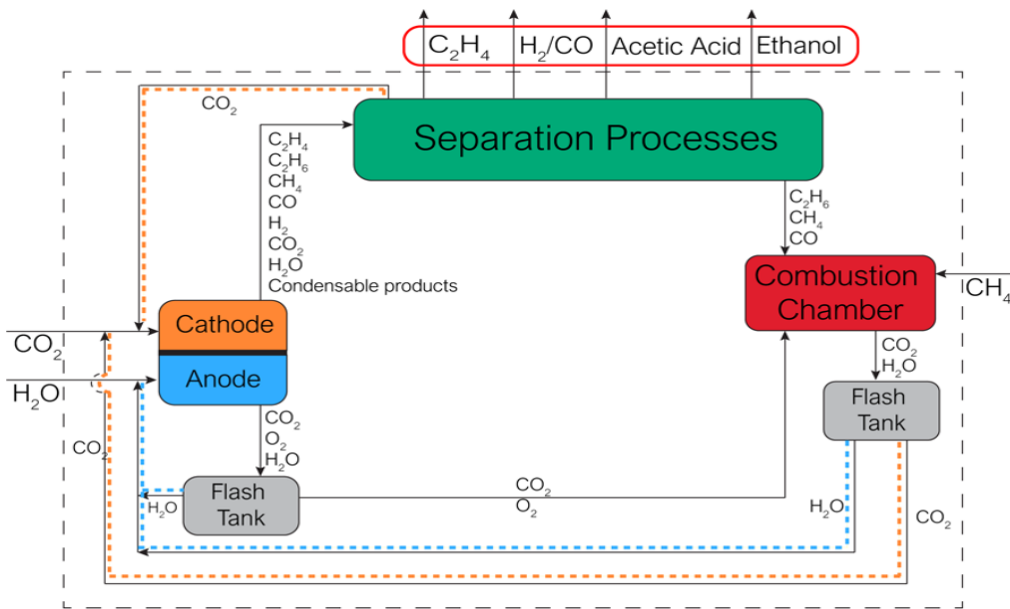 C₂H₄ H₂/CO Acetic Acid Ethanol
CO₂
Separation Processes
C₂H₄
C₂H₆
CH₄
CO
H₂
CO₂
H₂O
Condensable products
C₂H₆
CH₄
CO
Combustion
Chamber
CH₄
Cathode
CO₂
Anode
H₂O
CO₂
H₂O
Flash
Tank
CO₂
O₂
H₂O
CO₂
Flash
Tank
H₂O
CO₂
O₂
H₂O
CO₂